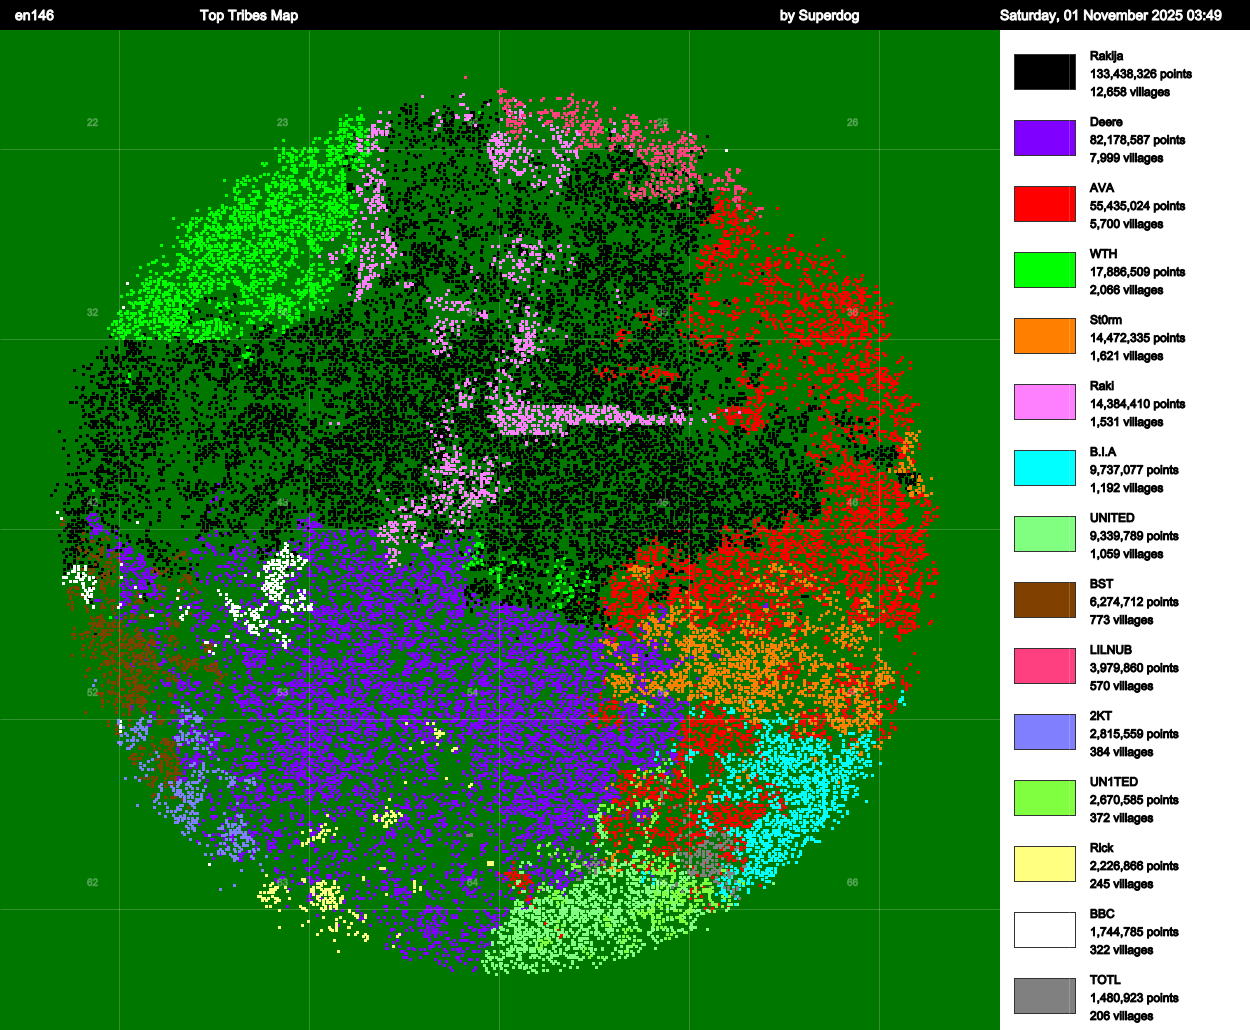 en146 Top Tribes Map by Superdog Saturday, 01 November 2025 03:49
Rakija
133,438,326 points
12,658 villages
Deere
82,178,587 points
7,999 villages
AVA
55,435,024 points
5,700 villages
WTH
17,886,509 points
2,066 villages
St0rm
14,472,335 points
1,621 villages
Raki
14,384,410 points
1,531 villages
B.I.A
9,737,077 points
1,192 villages
UNITED
9,339,789 points
1,059 villages
BST
6,274,712 points
773 villages
LILNUB
3,979,860 points
570 villages
2KT
2,815,559 points
384 villages
UN1TED
2,670,585 points
372 villages
Rick
2,226,866 points
245 villages
BBC
1,744,785 points
322 villages
TOTL
1,480,923 points
206 villages
22 23 25 26
32
52 53 54
62 64 66